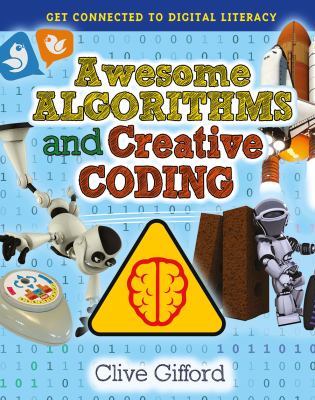 GET CONNECTED TO DIGITAL LITERACY
Awesome
ALGORITHMS
and Creative
CODING
Clive Gifford